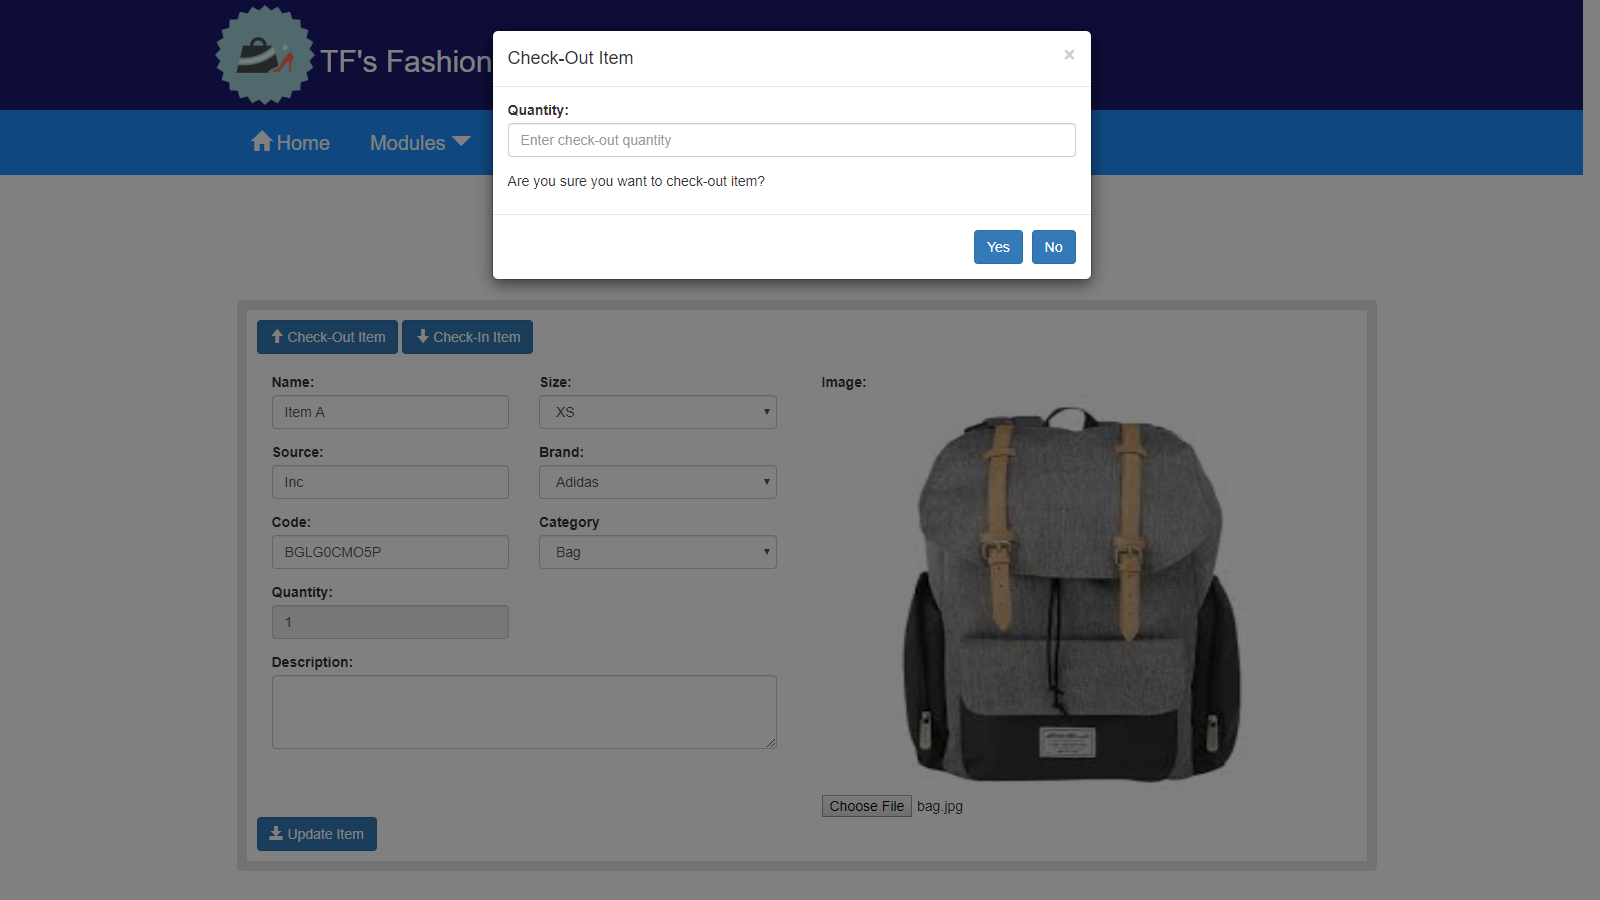 TF's Fashion
Home
Modules
Check-Out Item
×
Quantity:
Enter check-out quantity
Are you sure you want to check-out item?
Yes
No
Check-Out Item
Check-In Item
Name:
Item A
Size:
XS
Image:
Source:
Inc
Brand:
Adidas
Code:
BGLG0CMO5P
Category
Bag
Quantity:
1
Description:
Choose File bag.jpg
Update Item